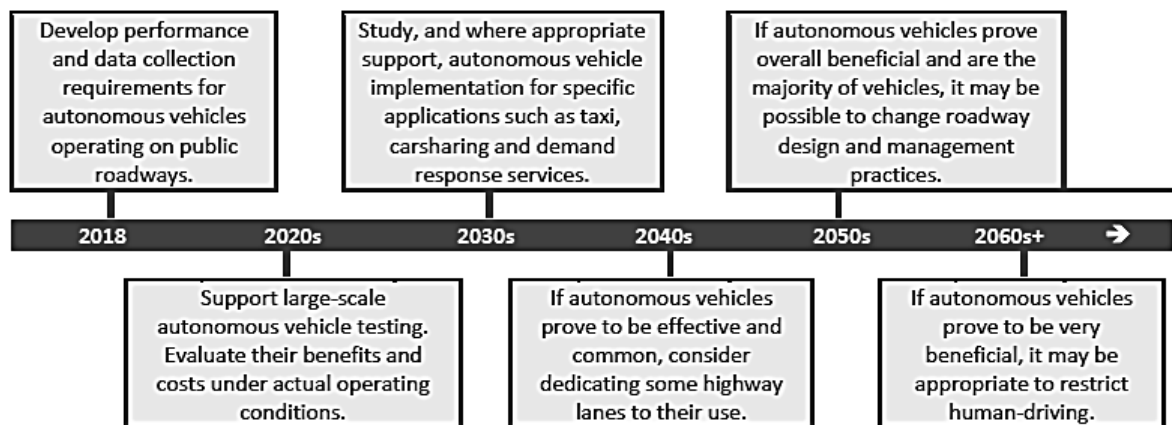 Develop performance
and data collection
requirements for
autonomous vehicles
operating on public
roadways.
Study, and where appropriate
support, autonomous vehicle
implementation for specific
applications such as taxi,
carsharing and demand
response services.
If autonomous vehicles prove
overall beneficial and are the
majority of vehicles, it may be
possible to change roadway
design and management
practices.
2018 2020s 2030s 2040s 2050s 2060s+ →
Support large-scale
autonomous vehicle testing.
Evaluate their benefits and
costs under actual operating
conditions.
If autonomous vehicles
prove to be effective and
common, consider
dedicating some highway
lanes to their use.
If autonomous vehicles
prove to be very
beneficial, it may be
appropriate to restrict
human-driving.